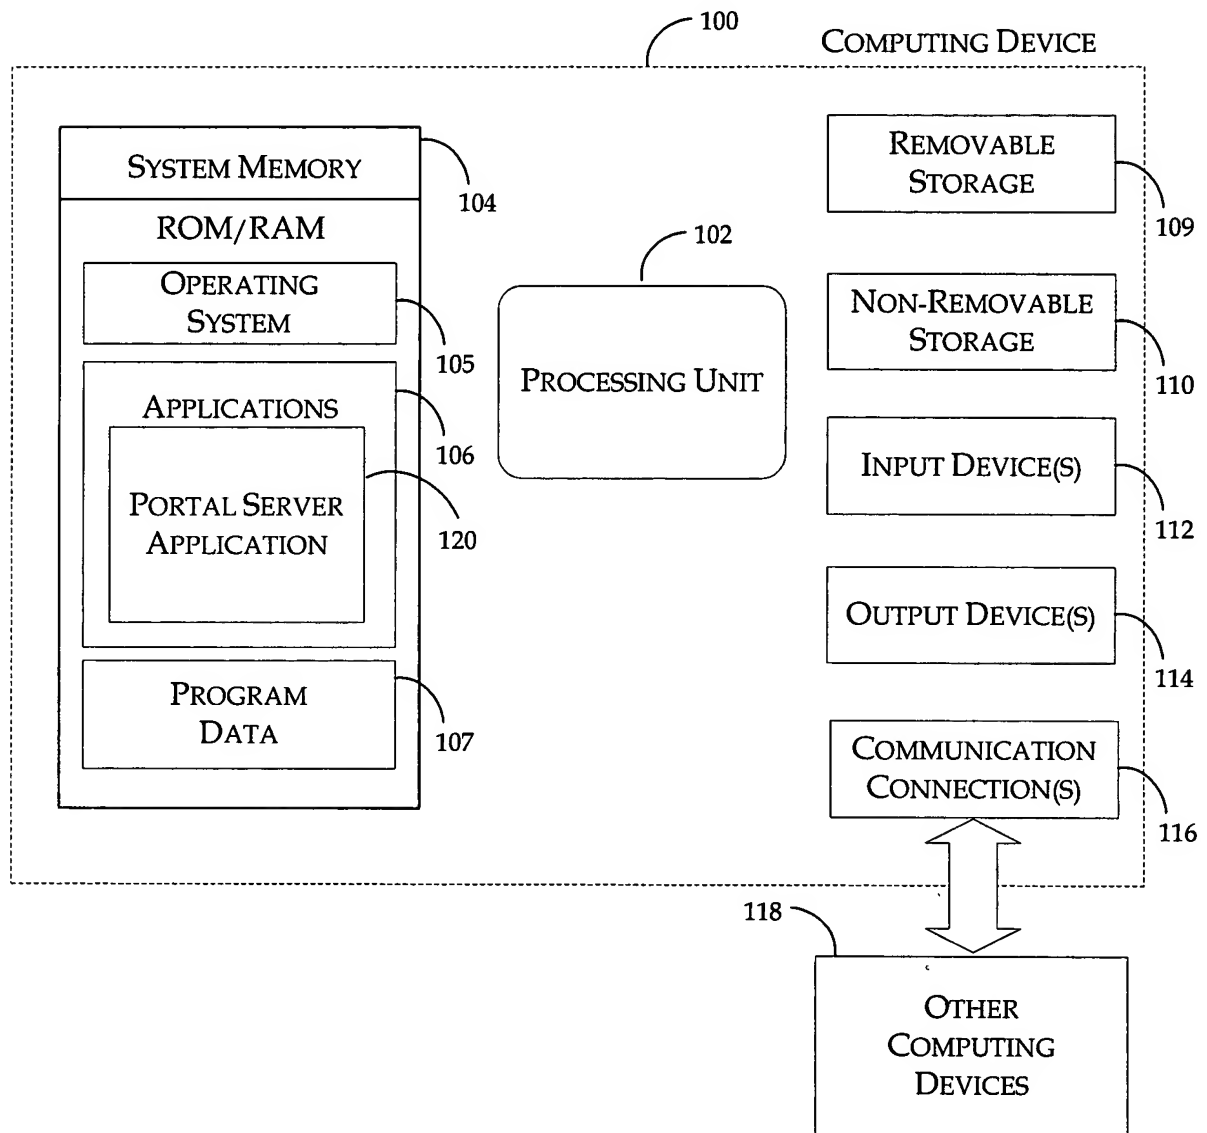 100
COMPUTING DEVICE
SYSTEM MEMORY
104
ROM/RAM
OPERATING
SYSTEM
105
APPLICATIONS
106
PORTAL SERVER
APPLICATION
120
PROGRAM
DATA
107
102
PROCESSING UNIT
REMOVABLE
STORAGE
109
NON-REMOVABLE
STORAGE
110
INPUT DEVICE(S)
112
OUTPUT DEVICE(S)
114
COMMUNICATION
CONNECTION(S)
116
118
OTHER
COMPUTING
DEVICES